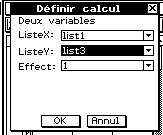 Définir calcul
Deux variables
ListeX: list1
ListeY: list3
Effect: 1
OK Annul